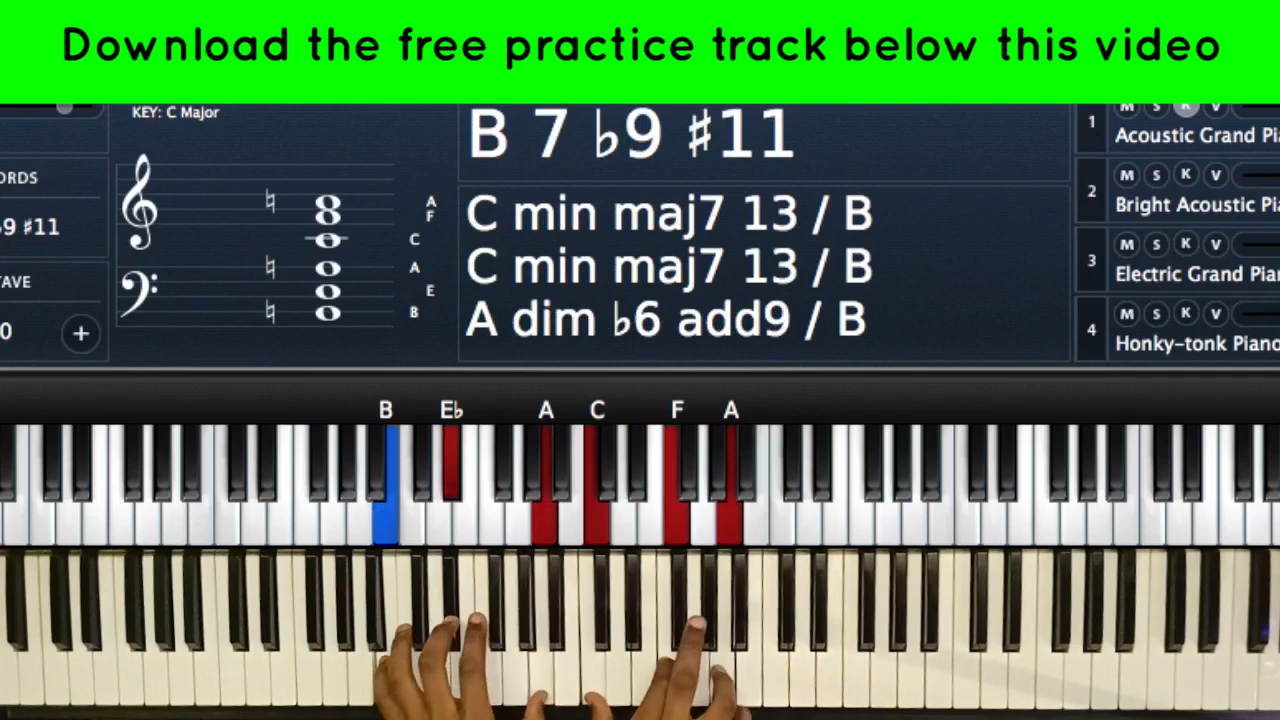 Download the free practice track below this video
KEY: C Major
ORDS
♭9 ♯11
AVE
0
+
A
F
C
A
E
B
B 7 ♭9 ♯11
C min maj7 13 / B
C min maj7 13 / B
A dim ♭6 add9 / B
M S K V
1 Acoustic Grand Pi
M S K V
2 Bright Acoustic Pi
M S K V
3 Electric Grand Pian
M S K V
4 Honky-tonk Piano
B E♭ A C F A